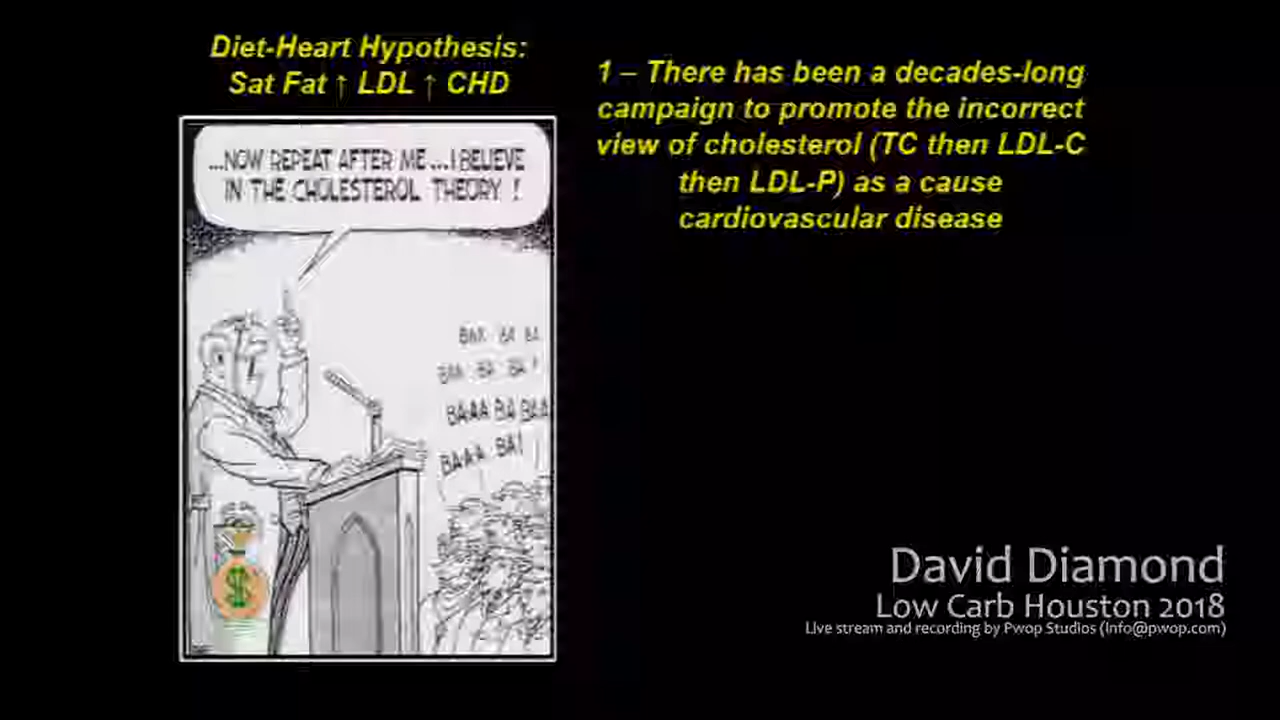 Diet-Heart Hypothesis:
Sat Fat ↑ LDL ↑ CHD
...NOW REPEAT AFTER ME ...I BELIEVE
IN THE CHOLESTEROL THEORY !
BAA BA BA
BAA BA BA !
BAAA BA BAA
BAAA BA!
$
1 – There has been a decades-long
campaign to promote the incorrect
view of cholesterol (TC then LDL-C
then LDL-P) as a cause
cardiovascular disease
David Diamond
Low Carb Houston 2018
Live stream and recording by Pwop Studios (info@pwop.com)